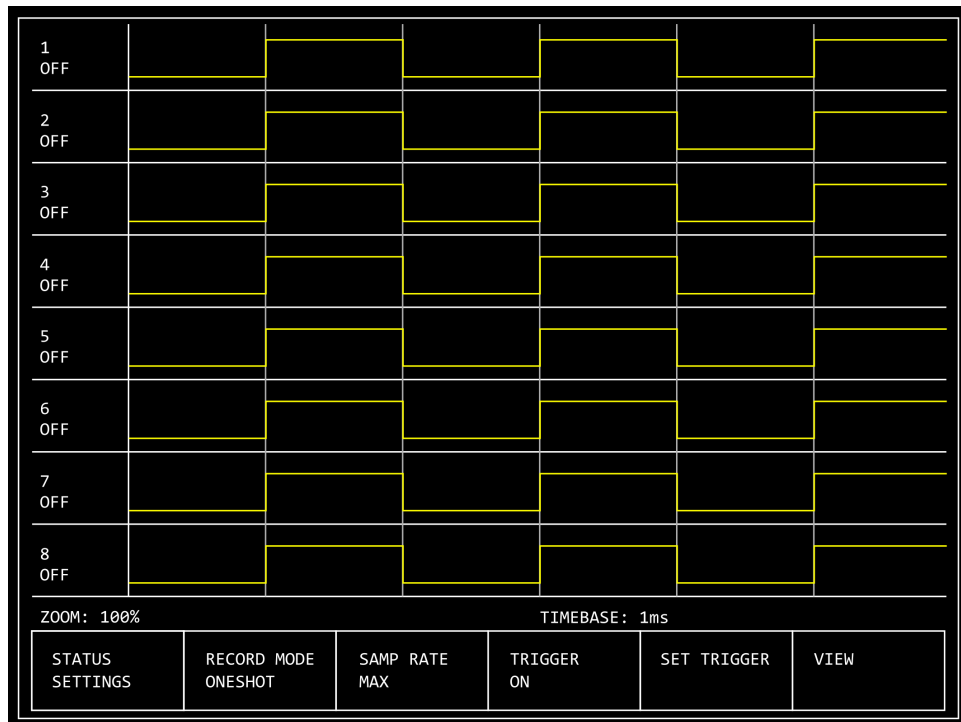 1
OFF
2
OFF
3
OFF
4
OFF
5
OFF
6
OFF
7
OFF
8
OFF
ZOOM: 100%
TIMEBASE: 1ms
STATUS
SETTINGS
RECORD MODE
ONESHOT
SAMP RATE
MAX
TRIGGER
ON
SET TRIGGER
VIEW